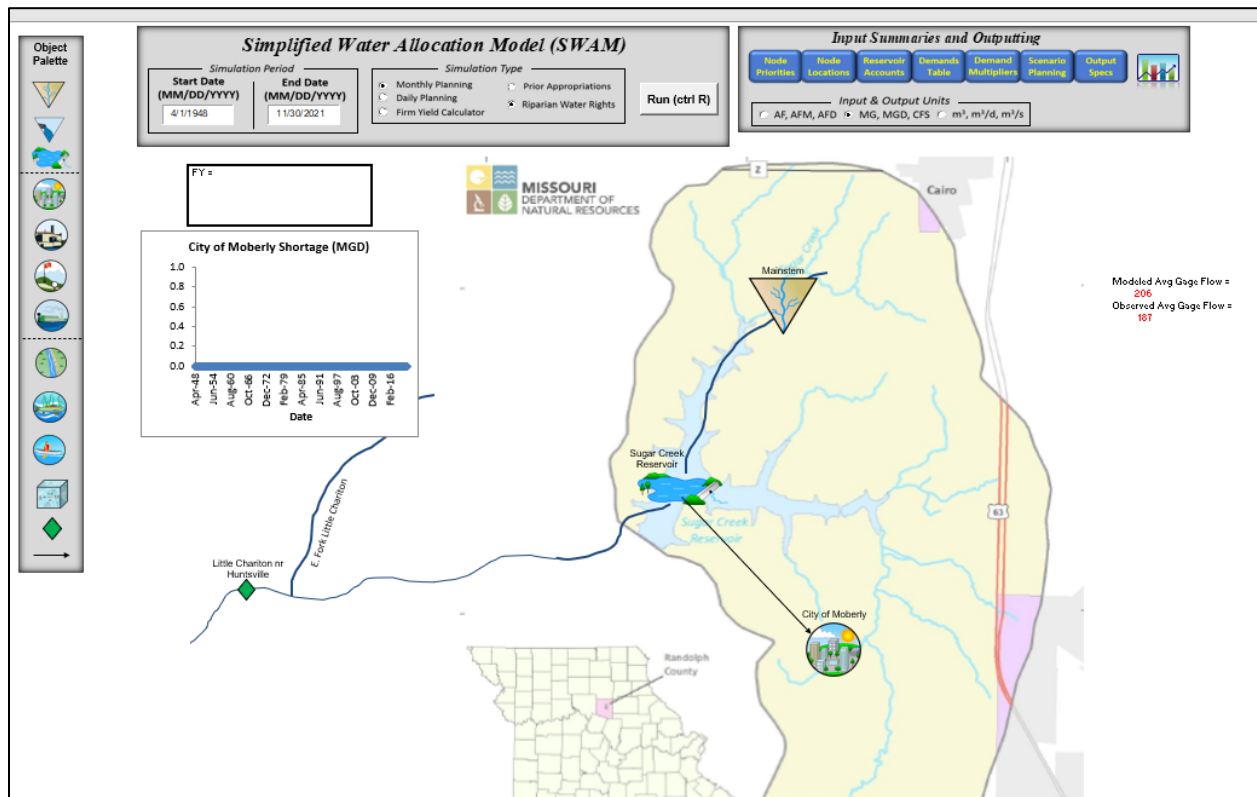 Object
Palette
Simplified Water Allocation Model (SWAM)
Simulation Period
Start Date
(MM/DD/YYYY)
4/1/1948
End Date
(MM/DD/YYYY)
11/30/2021
Simulation Type
Monthly Planning
Daily Planning
Firm Yield Calculator
Prior Appropriations
Riparian Water Rights
Run (ctrl R)
Input Summaries and Outputting
Node
Priorities
Node
Locations
Reservoir
Accounts
Demands
Table
Demand
Multipliers
Scenario
Planning
Output
Specs
Input & Output Units
AF, AFM, AFD
MG, MGD, CFS
m³, m³/d, m³/s
FY =
MISSOURI
DEPARTMENT OF
NATURAL RESOURCES
Z
Cairo
City of Moberly Shortage (MGD)
1.0
0.8
0.6
0.4
0.2
0.0
Apr-48
Jun-54
Aug-60
Oct-66
Dec-72
Feb-79
Apr-85
Jun-91
Aug-97
Oct-03
Dec-09
Feb-16
Date
Sugar Creek
Mainstem
Modeled Avg Gage Flow =
206
Observed Avg Gage Flow =
187
Sugar Creek
Reservoir
Sugar Creek
Reservoir
63
E. Fork Little Chariton
Little Chariton nr
Huntsville
City of Moberly
Randolph
County